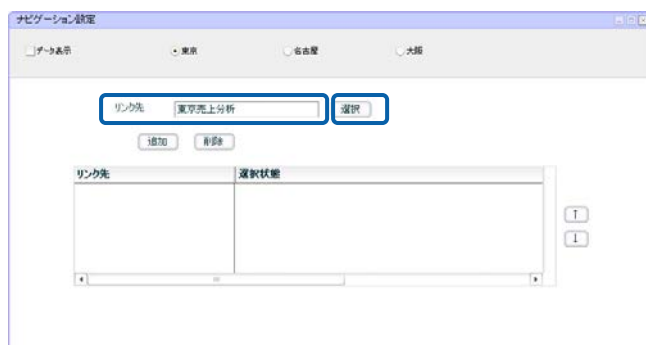 ナビゲーション設定
データ表示 東京 名古屋 大阪
リンク先 東京売上分析 選択
追加 削除
リンク先 選択状態
↑
↓